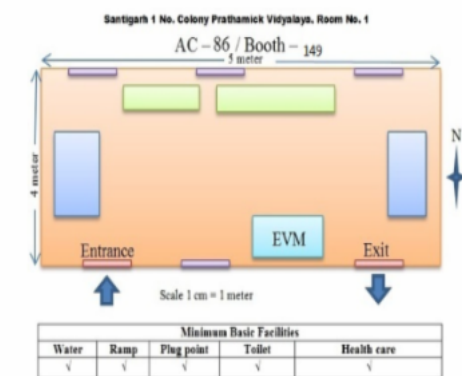 Santigarh 1 No. Colony Prathamick Vidyalaya, Room No. 1
AC – 86 / Booth – 149
5 meter
4 meter
N
EVM
Entrance
Exit
Scale 1 cm = 1 meter
Minimum Basic Facilities
Water Ramp Plug point Toilet Health care
√ √ √ √ √